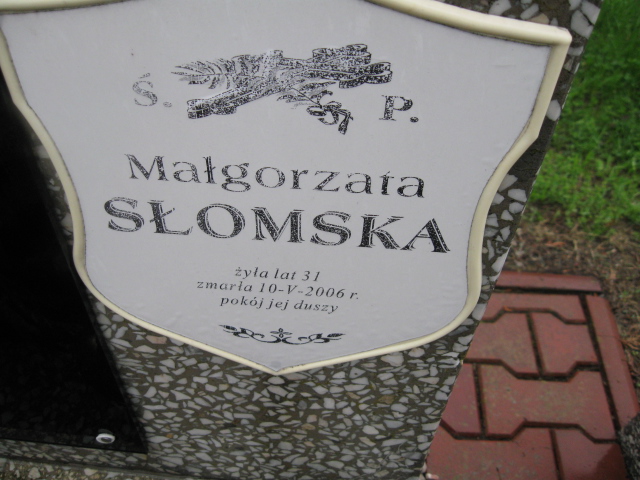 Ś. P.
Małgorzata
SŁOMSKA
żyła lat 31
zmarła 10-V-2006 r.
pokój jej duszy